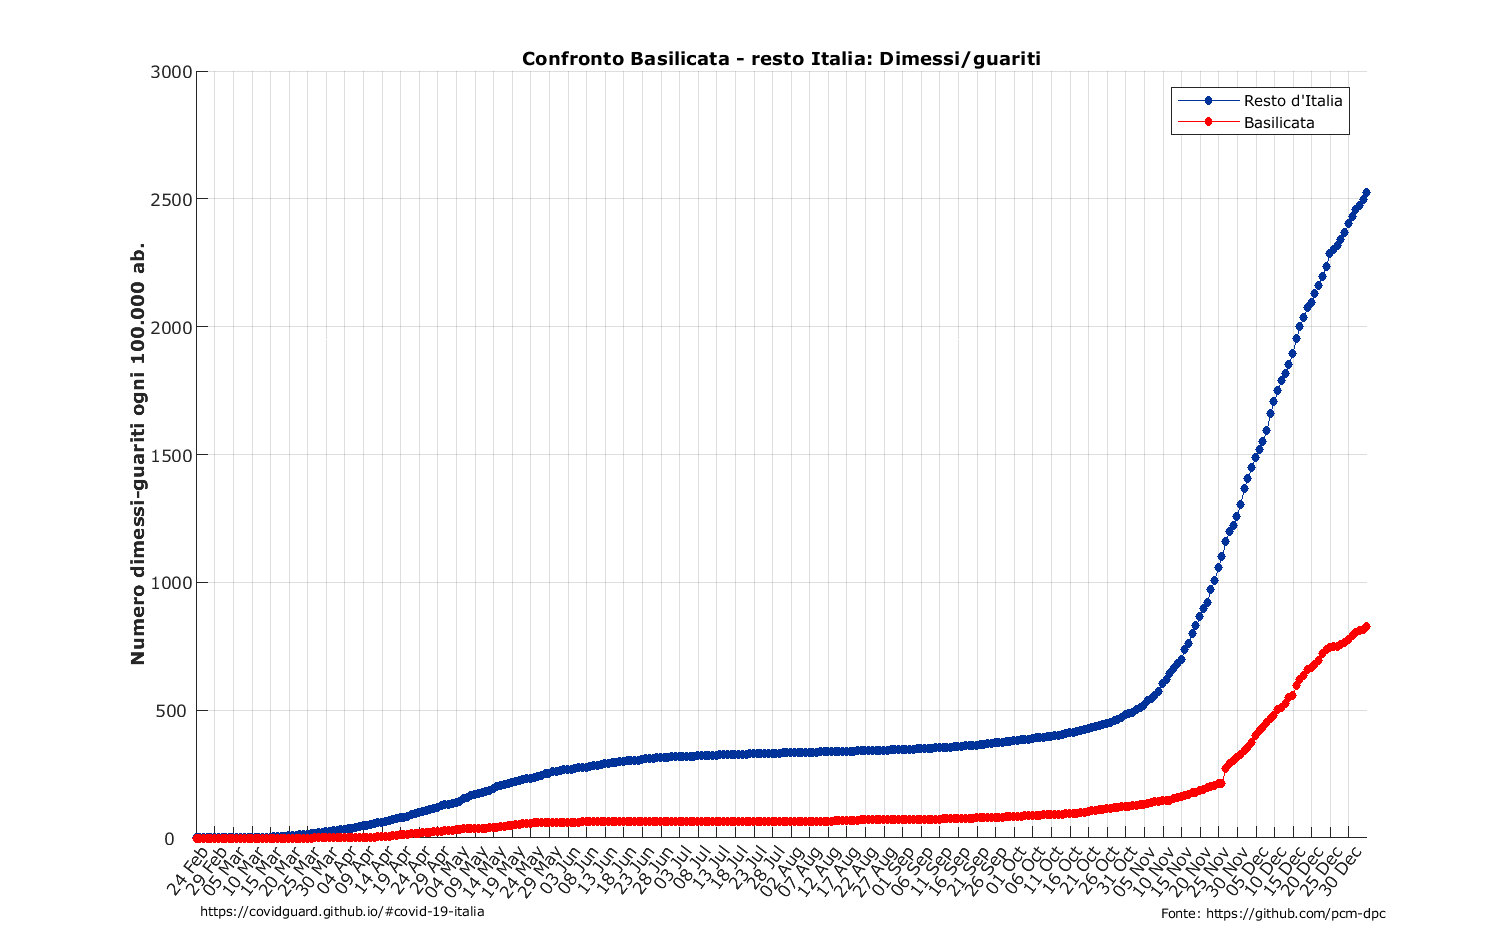 Confronto Basilicata - resto Italia: Dimessi/guariti
Resto d'Italia
Basilicata
Numero dimessi-guariti ogni 100.000 ab.
3000
2500
2000
1500
1000
500
0
24 Feb
29 Feb
05 Mar
10 Mar
15 Mar
20 Mar
25 Mar
30 Mar
04 Apr
09 Apr
14 Apr
19 Apr
24 Apr
29 Apr
04 May
09 May
14 May
19 May
24 May
29 May
03 Jun
08 Jun
13 Jun
18 Jun
23 Jun
28 Jun
03 Jul
08 Jul
13 Jul
18 Jul
23 Jul
28 Jul
02 Aug
07 Aug
12 Aug
17 Aug
22 Aug
27 Aug
01 Sep
06 Sep
11 Sep
16 Sep
21 Sep
26 Sep
01 Oct
06 Oct
11 Oct
16 Oct
21 Oct
26 Oct
31 Oct
05 Nov
10 Nov
15 Nov
20 Nov
25 Nov
30 Nov
05 Dec
10 Dec
15 Dec
20 Dec
25 Dec
30 Dec
https://covidguard.github.io/#covid-19-italia
Fonte: https://github.com/pcm-dpc